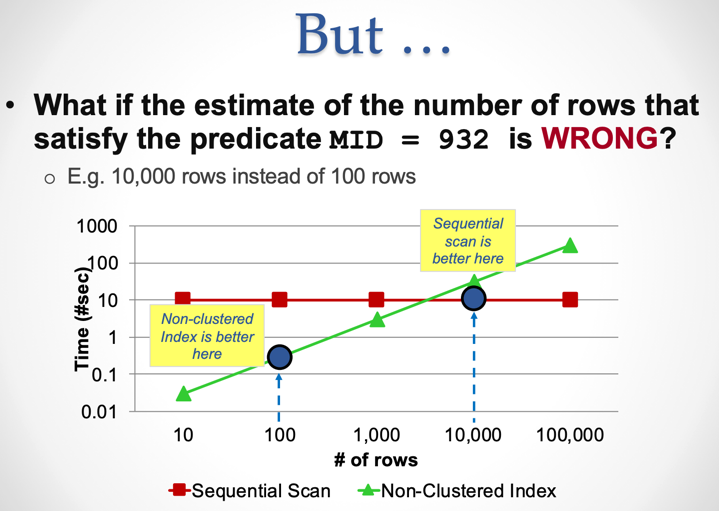 But …
• What if the estimate of the number of rows that
satisfy the predicate MID = 932 is WRONG?
o E.g. 10,000 rows instead of 100 rows
Time (#sec)
1000
100
10
1
0.1
0.01
Non-clustered
Index is better
here
Sequential
scan is
better here
10
100
1,000
10,000
100,000
# of rows
Sequential Scan
Non-Clustered Index